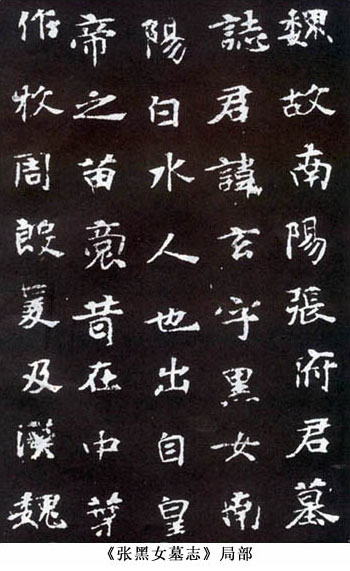 魏故南陽張府君墓
誌君諱玄字黑女南
陽白水人也出自皇
帝之苗裔昔在中葉
作牧周殷爰及漢魏
《张黑女墓志》局部